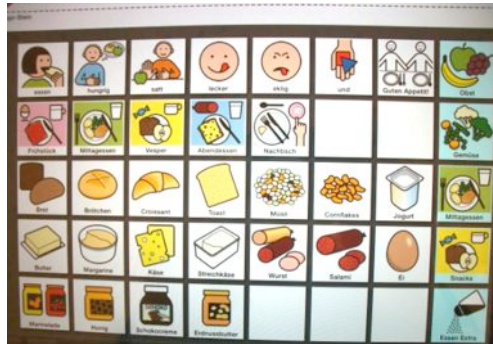 essen hungrig satt lecker eklig und Guten Appetit! Obst
Frühstück Mittagessen Vesper Abendessen Nachtisch Gemüse
Brot Brötchen Croissant Toast Müsli Cornflakes Jogurt Mittagessen
Butter Margarine Käse Streichkäse Wurst Salami Ei Snacks
Marmelade Honig Schokocreme Erdnussbutter Essen Extra